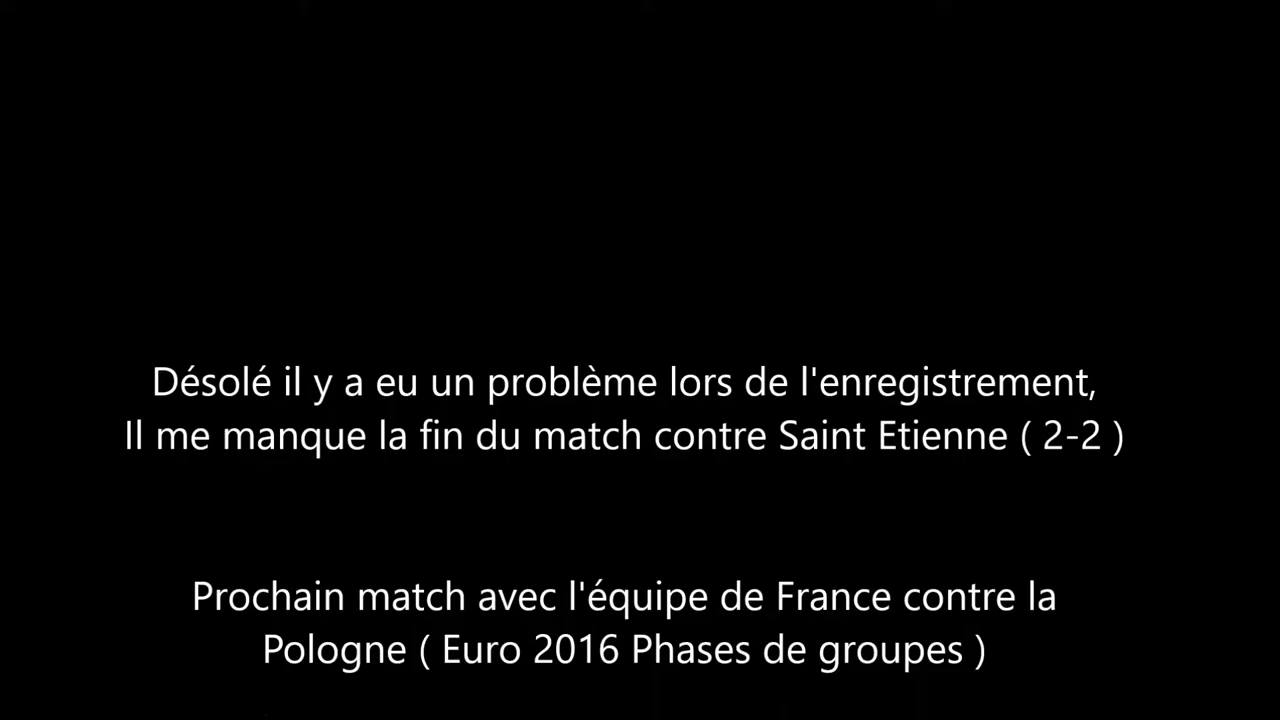 Désolé il y a eu un problème lors de l'enregistrement,
Il me manque la fin du match contre Saint Etienne ( 2-2 )
Prochain match avec l'équipe de France contre la
Pologne ( Euro 2016 Phases de groupes )